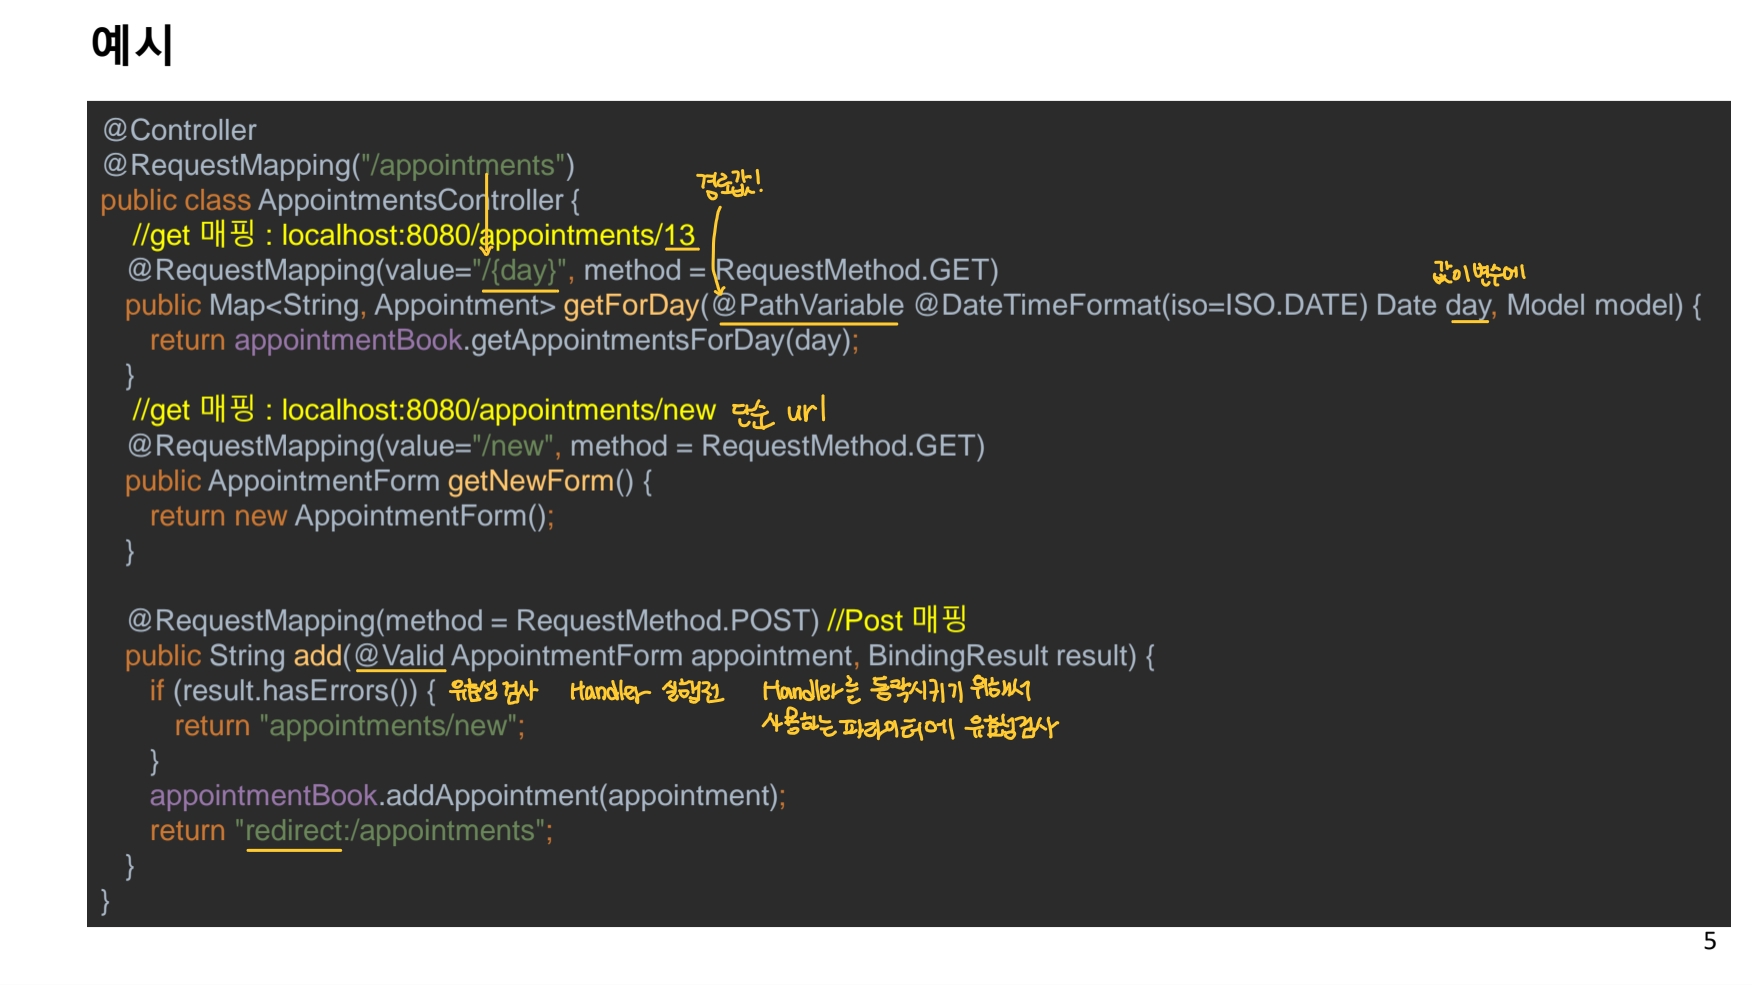 예시
@Controller
@RequestMapping("/appointments")
경로값!
public class AppointmentsController {
//get 매핑 : localhost:8080/appointments/13
@RequestMapping(value="/{day}", method = RequestMethod.GET)
값이 변수에
public Map<String, Appointment> getForDay(@PathVariable @DateTimeFormat(iso=ISO.DATE) Date day, Model model) {
return appointmentBook.getAppointmentsForDay(day);
}
//get 매핑 : localhost:8080/appointments/new 단순 url
@RequestMapping(value="/new", method = RequestMethod.GET)
public AppointmentForm getNewForm() {
return new AppointmentForm();
}
@RequestMapping(method = RequestMethod.POST) //Post 매핑
public String add(@Valid AppointmentForm appointment, BindingResult result) {
if (result.hasErrors()) { 유효성 검사 Handler 실행전 Handler를 동작시키기 위해서
return "appointments/new"; 사용하는 파라미터에 유효성검사
}
appointmentBook.addAppointment(appointment);
return "redirect:/appointments";
}
}
5